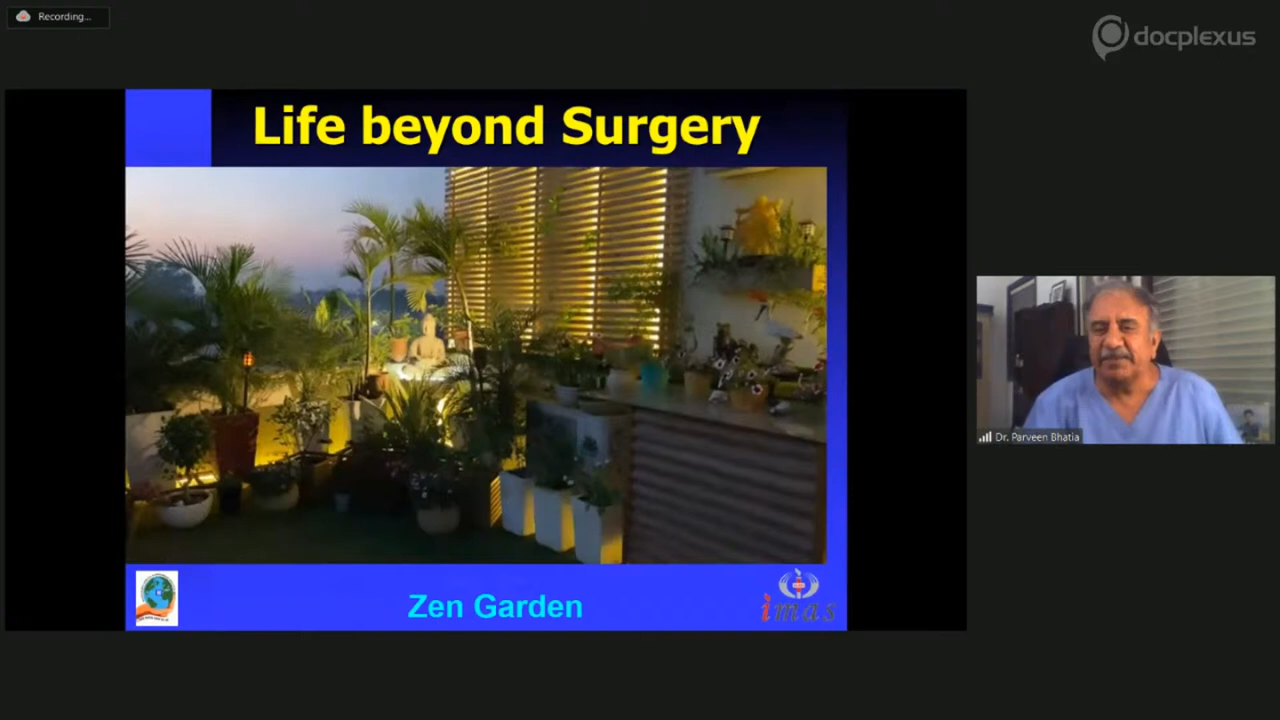 Recording...
docplexus
Life beyond Surgery
Dr. Parveen Bhatia
Zen Garden
imas